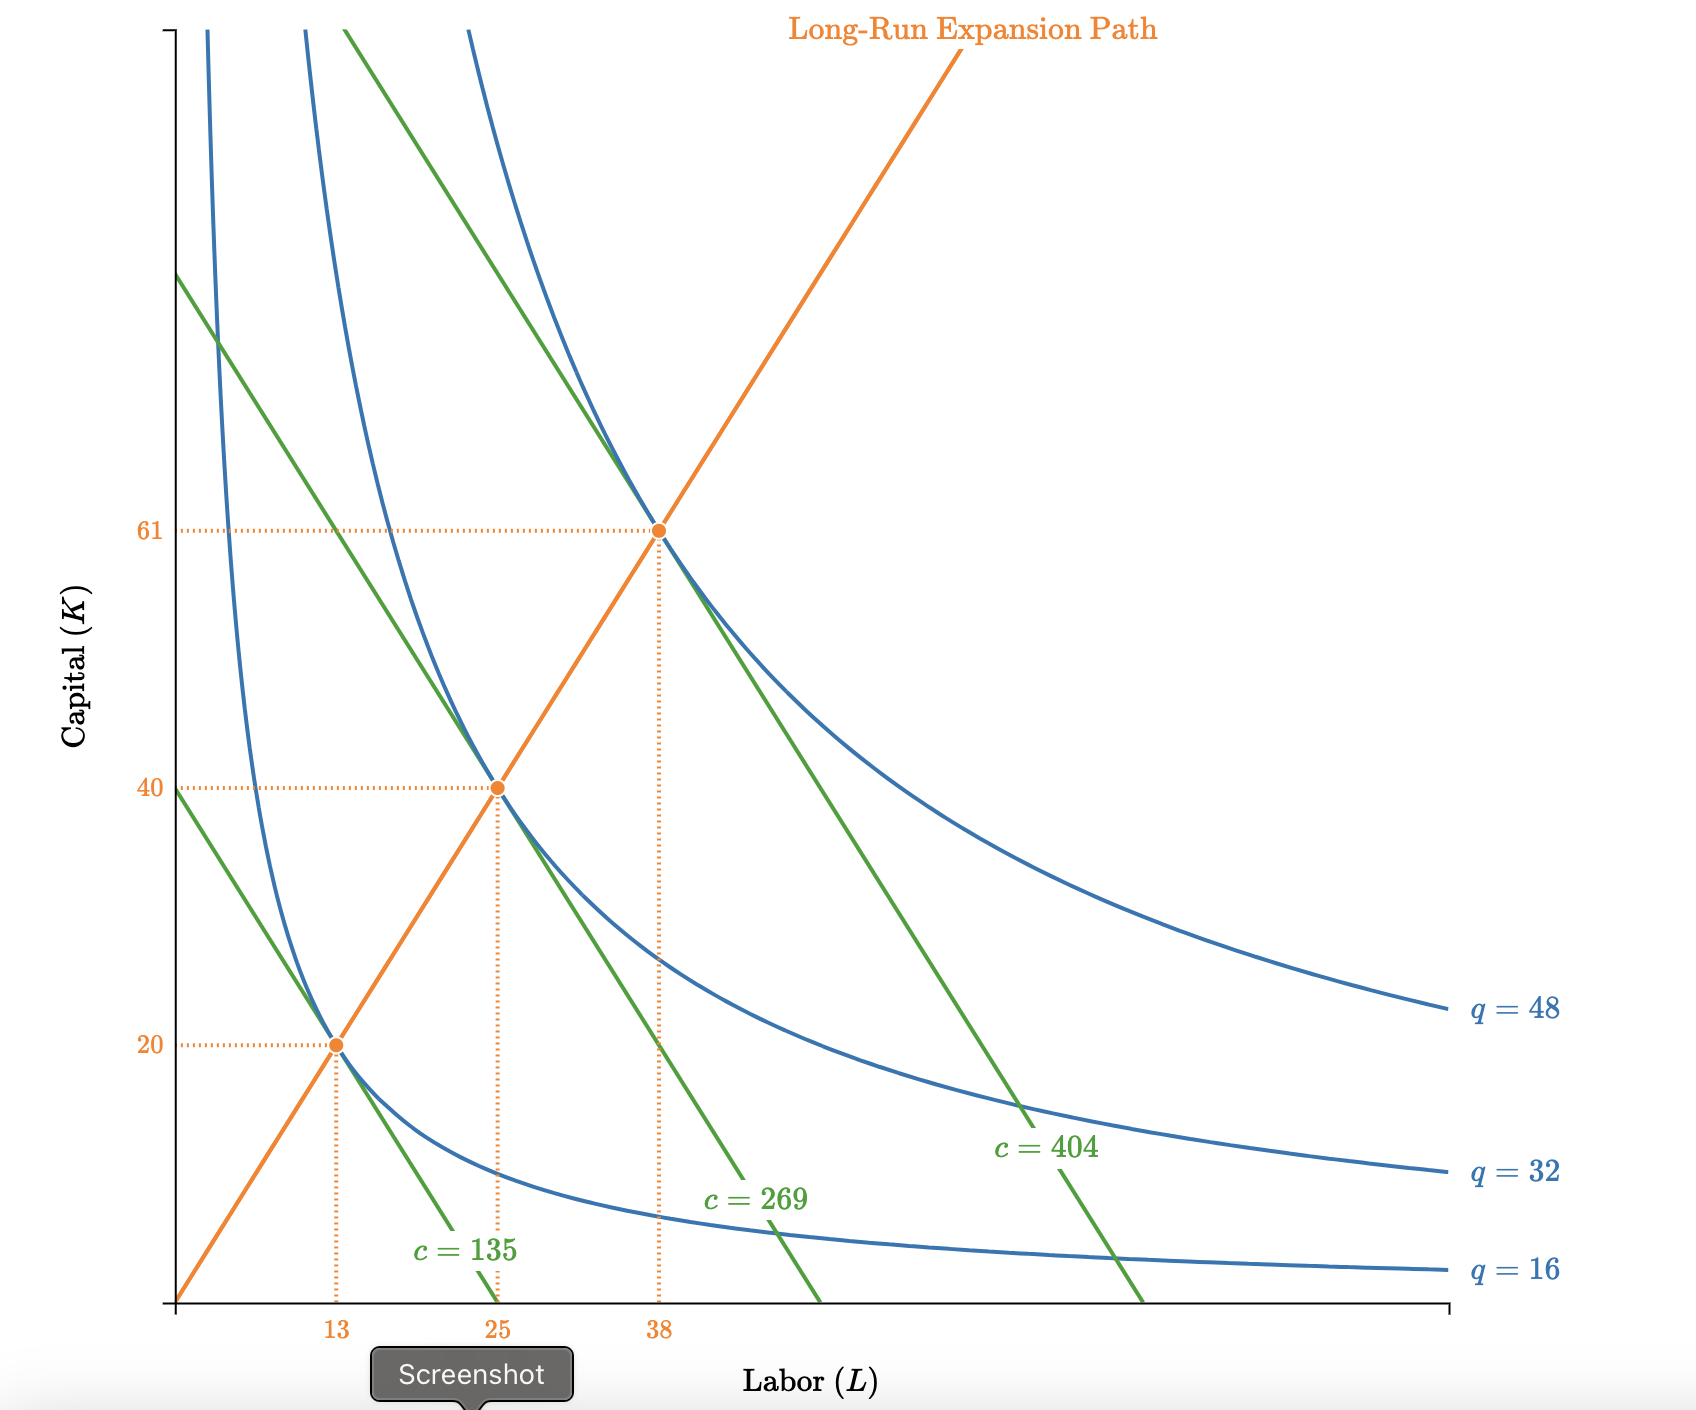 Long-Run Expansion Path
61
Capital (K)
40
q = 48
20
c = 404
q = 32
c = 269
c = 135
q = 16
13 25 38
Screenshot
Labor (L)